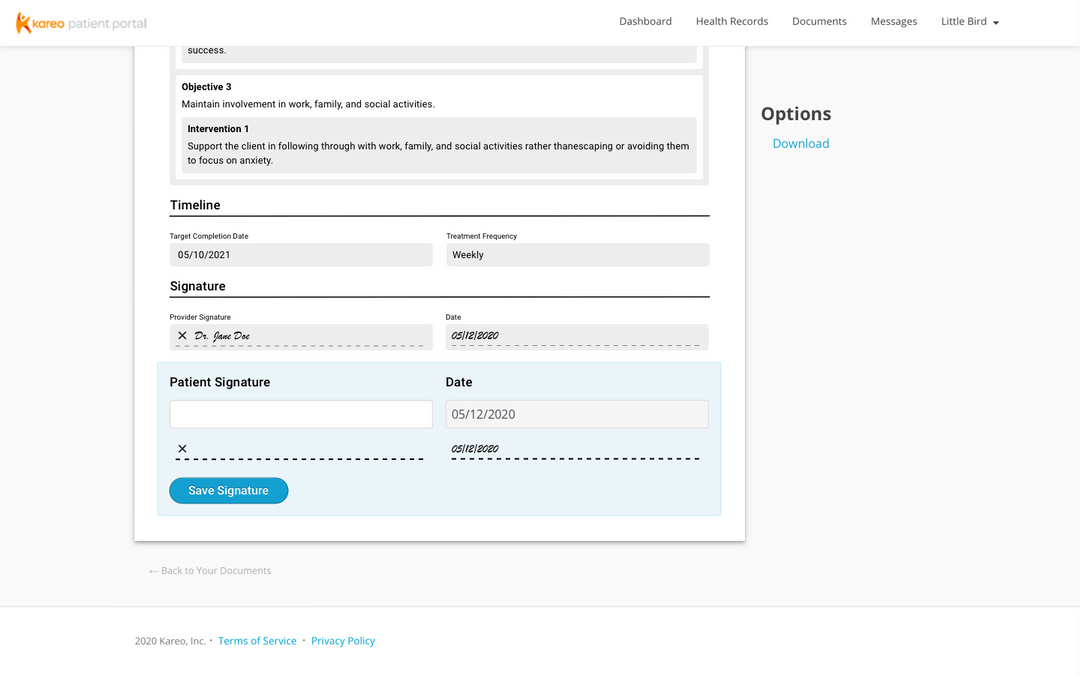 kareo patient portal
Dashboard Health Records Documents Messages Little Bird
success.
Objective 3
Maintain involvement in work, family, and social activities.
Intervention 1
Support the client in following through with work, family, and social activities rather thanescaping or avoiding them
to focus on anxiety.
Options
Download
Timeline
Target Completion Date Treatment Frequency
05/10/2021 Weekly
Signature
Provider Signature Date
✕ Dr. Jane Doe 05/12/2020
Patient Signature Date
05/12/2020
✕ 05/12/2020
Save Signature
← Back to Your Documents
2020 Kareo, Inc. · Terms of Service · Privacy Policy